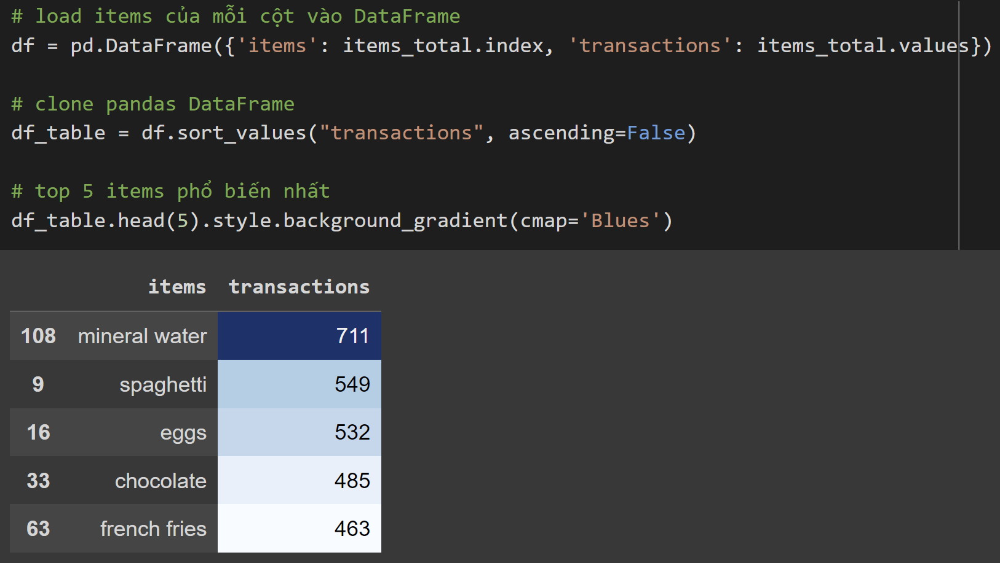 # load items của mỗi cột vào DataFrame
df = pd.DataFrame({'items': items_total.index, 'transactions': items_total.values})
# clone pandas DataFrame
df_table = df.sort_values("transactions", ascending=False)
# top 5 items phổ biến nhất
df_table.head(5).style.background_gradient(cmap='Blues')
items transactions
108 mineral water 711
9 spaghetti 549
16 eggs 532
33 chocolate 485
63 french fries 463